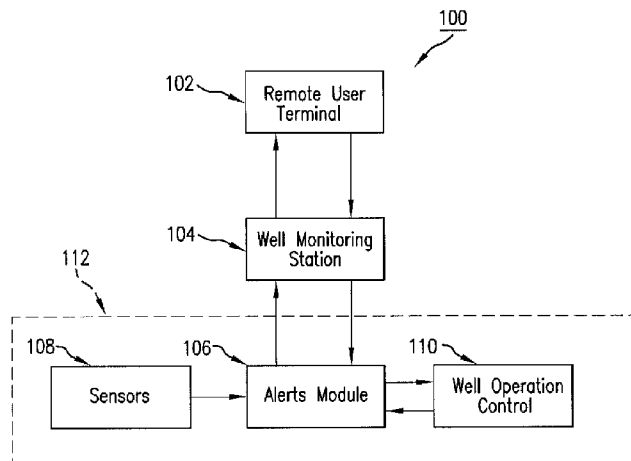 100
102
Remote User
Terminal
104
Well Monitoring
Station
112
108
106
110
Sensors
Alerts Module
Well Operation
Control